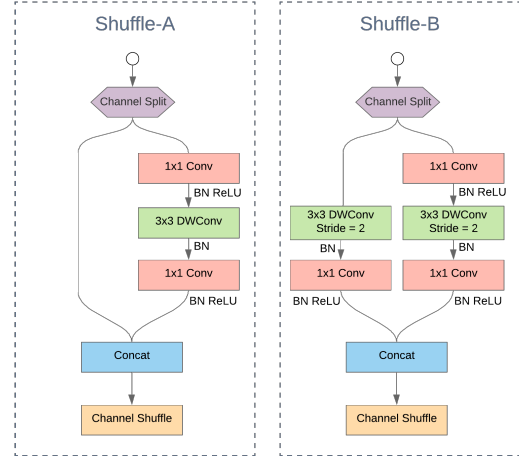 Shuffle-A
Channel Split
1x1 Conv
BN ReLU
3x3 DWConv
BN
1x1 Conv
BN ReLU
Concat
Channel Shuffle
Shuffle-B
Channel Split
1x1 Conv
BN ReLU
3x3 DWConv
Stride = 2
3x3 DWConv
Stride = 2
BN
BN
1x1 Conv
1x1 Conv
BN ReLU
BN ReLU
Concat
Channel Shuffle